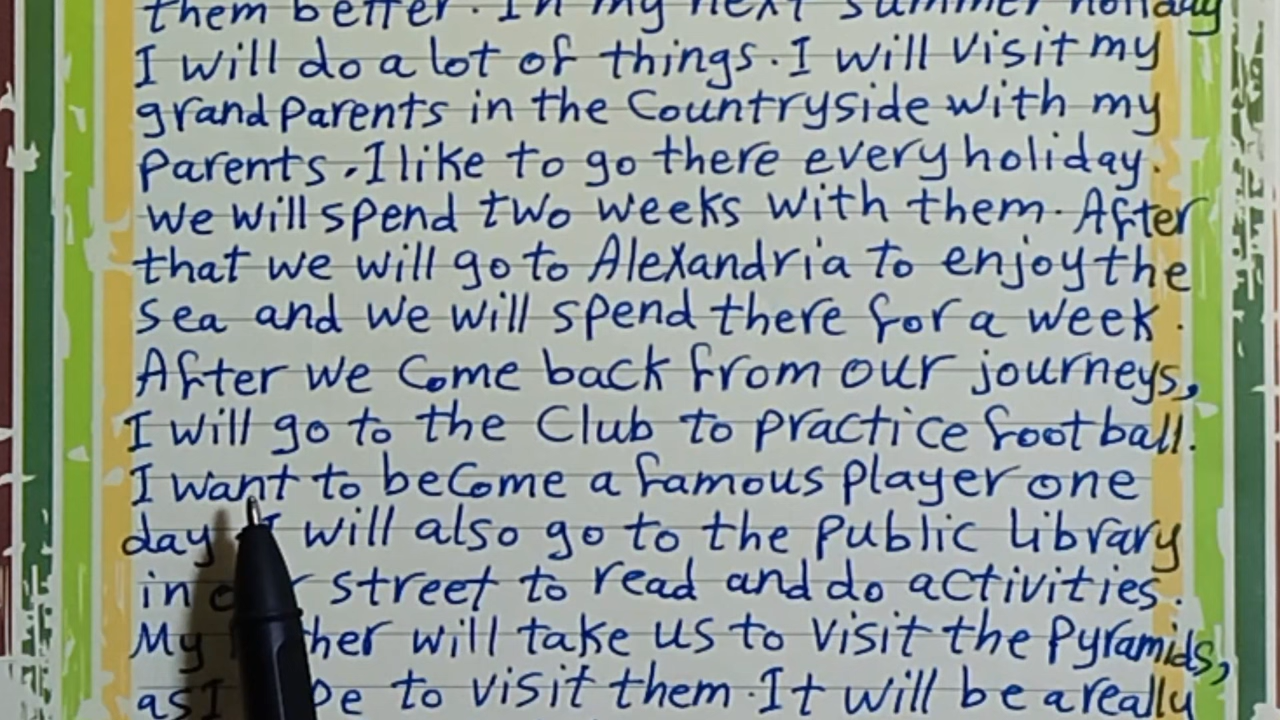 them better. In my next summer holiday
I will do a lot of things. I will visit my
grandparents in the Countryside with my
parents. I like to go there every holiday.
We will spend two weeks with them. After
that we will go to Alexandria to enjoy the
sea and we will spend there for a week.
After we come back from our journeys,
I will go to the Club to practice football.
I want to become a famous player one
day I will also go to the public library
in street to read and do activities.
My will take us to visit the Pyramids,
as I to visit them. It will be a really